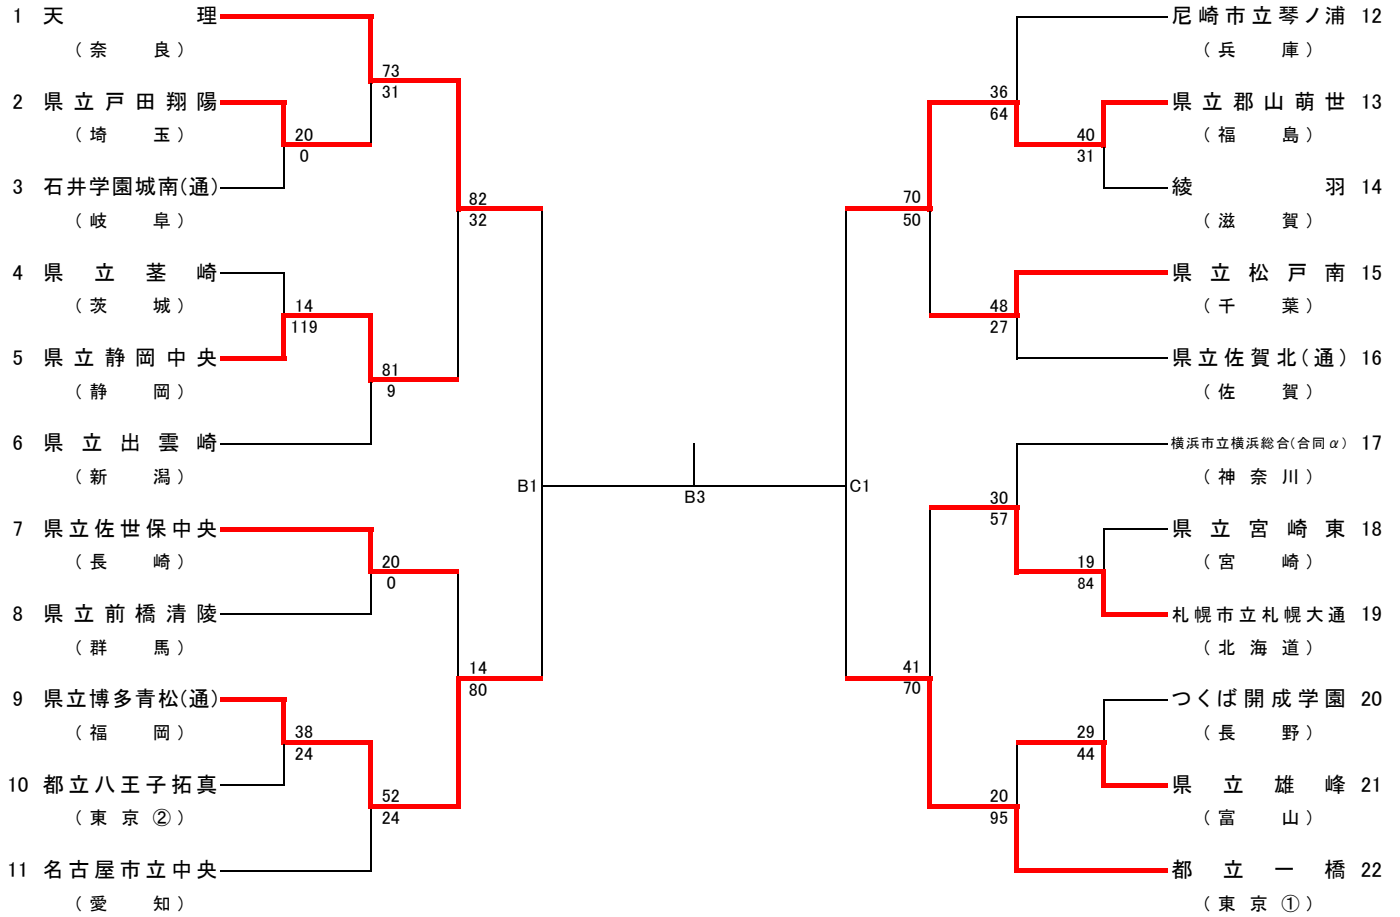 1 天理
(奈良)
2 県立戸田翔陽
(埼玉)
3 石井学園城南(通)
(岐阜)
4 県立茎崎
(茨城)
5 県立静岡中央
(静岡)
6 県立出雲崎
(新潟)
7 県立佐世保中央
(長崎)
8 県立前橋清陵
(群馬)
9 県立博多青松(通)
(福岡)
10 都立八王子拓真
(東京②)
11 名古屋市立中央
(愛知)
73
31
20
0
82
32
14
119
81
9
20
0
14
80
38
24
52
24
B1
B3
C1
36
64
40
31
70
50
48
27
30
57
19
84
41
70
29
44
20
95
尼崎市立琴ノ浦 12
(兵庫)
県立郡山萌世 13
(福島)
綾羽 14
(滋賀)
県立松戸南 15
(千葉)
県立佐賀北(通) 16
(佐賀)
横浜市立横浜総合(合同α) 17
(神奈川)
県立宮崎東 18
(宮崎)
札幌市立札幌大通 19
(北海道)
つくば開成学園 20
(長野)
県立雄峰 21
(富山)
都立一橋 22
(東京①)